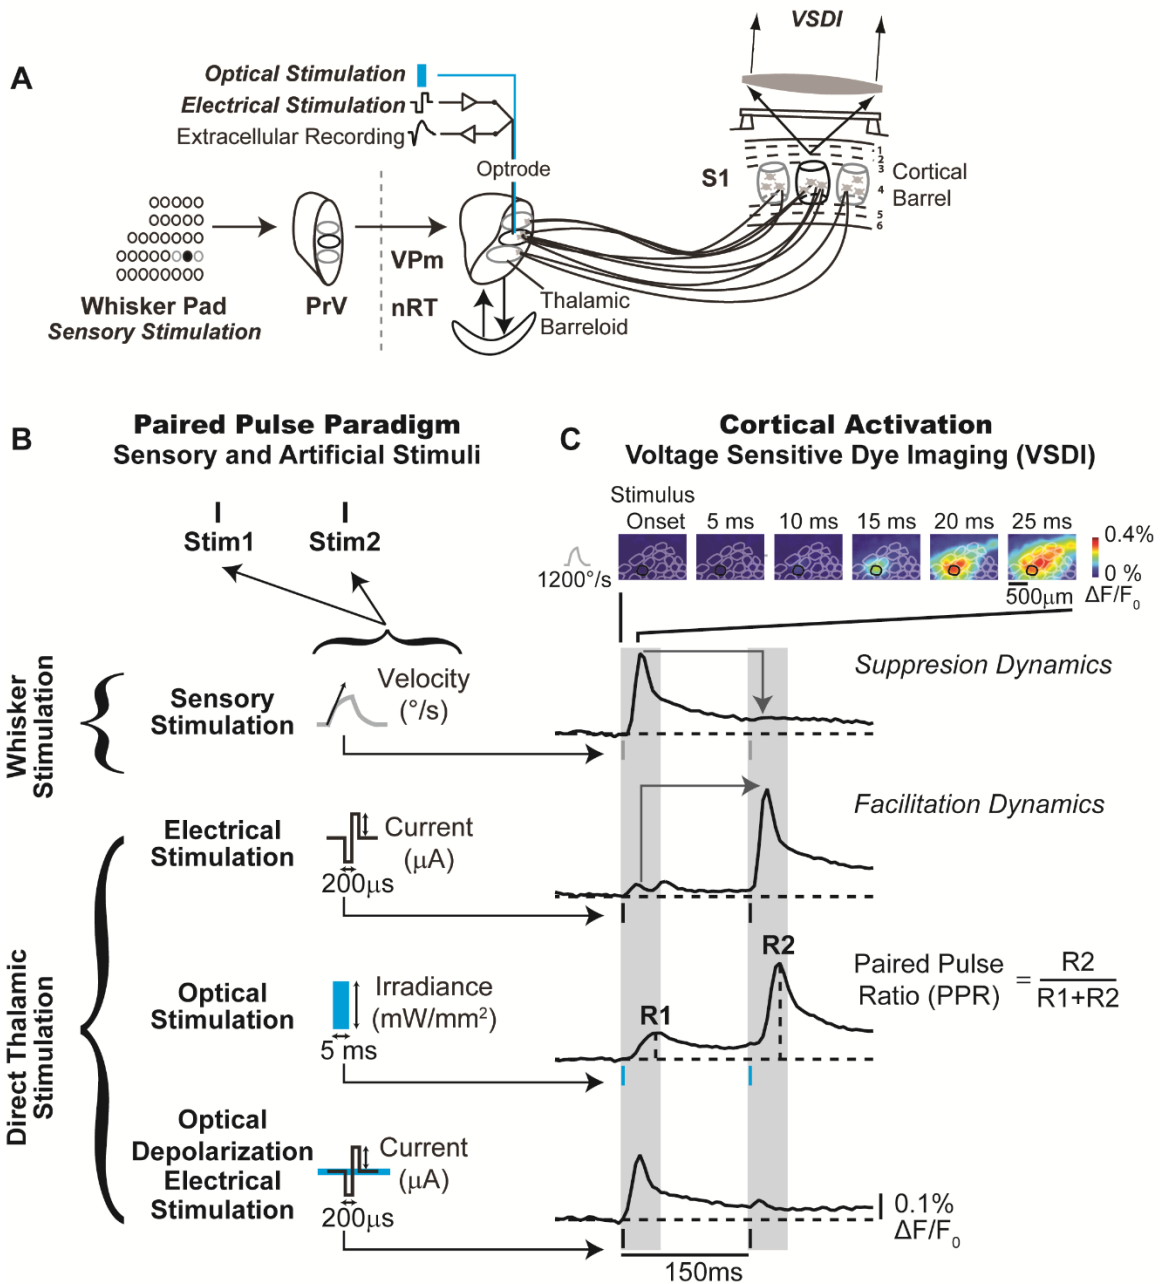 A
VSDI
Optical Stimulation
Electrical Stimulation
Extracellular Recording
Optrode
S1
1
2
3
4
5
6
Cortical
Barrel
VPm
nRT
PrV
Thalamic
Barreloid
Whisker Pad
Sensory Stimulation
B
Paired Pulse Paradigm
Sensory and Artificial Stimuli
Stim1
Stim2
Whisker
Stimulation
Sensory
Stimulation
Velocity
(°/s)
Direct Thalamic
Stimulation
Electrical
Stimulation
Current
(μA)
200μs
Optical
Stimulation
Irradiance
(mW/mm²)
5 ms
Optical
Depolarization
Electrical
Stimulation
Current
(μA)
200μs
C
Cortical Activation
Voltage Sensitive Dye Imaging (VSDI)
Stimulus
Onset
5 ms
10 ms
15 ms
20 ms
25 ms
1200°/s
0.4%
0 %
ΔF/F₀
500μm
Suppresion Dynamics
Facilitation Dynamics
R1
R2
Paired Pulse
Ratio (PPR)
= R2
R1+R2
0.1%
ΔF/F₀
150ms